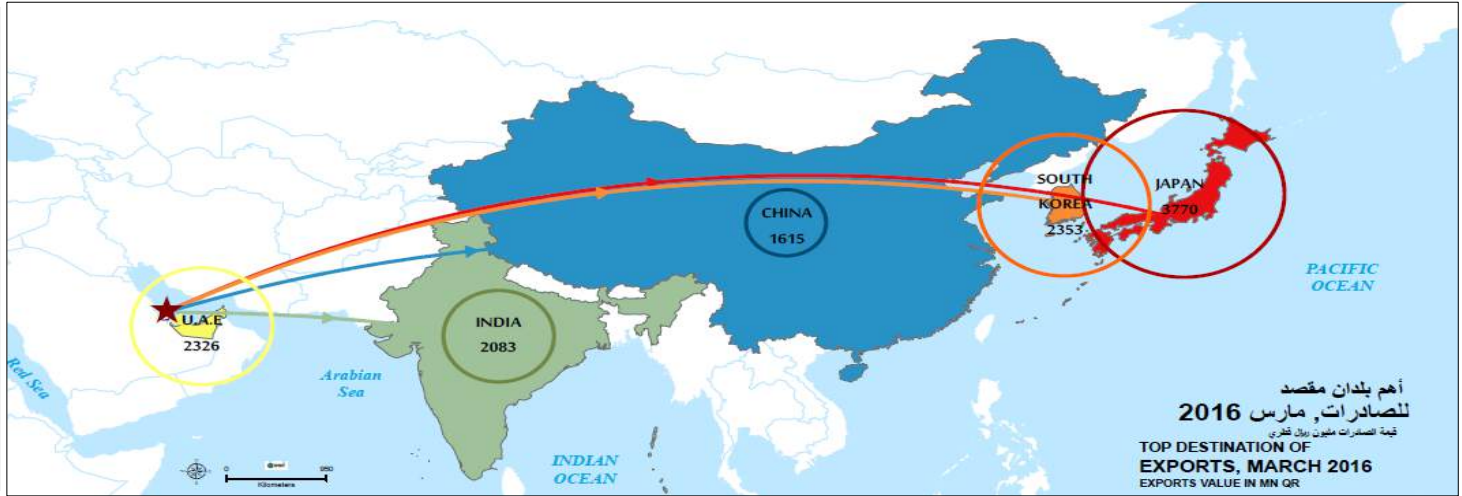 SOUTH
KOREA
2353
JAPAN
3770
CHINA
1615
PACIFIC
OCEAN
U.A.E
2326
INDIA
2083
Red Sea
Arabian
Sea
INDIAN
OCEAN
0 950
Kilometers
أهم بلدان مقصد
للصادرات, مارس 2016
قيمة الصادرات مليون ريال قطري
TOP DESTINATION OF
EXPORTS, MARCH 2016
EXPORTS VALUE IN MN QR